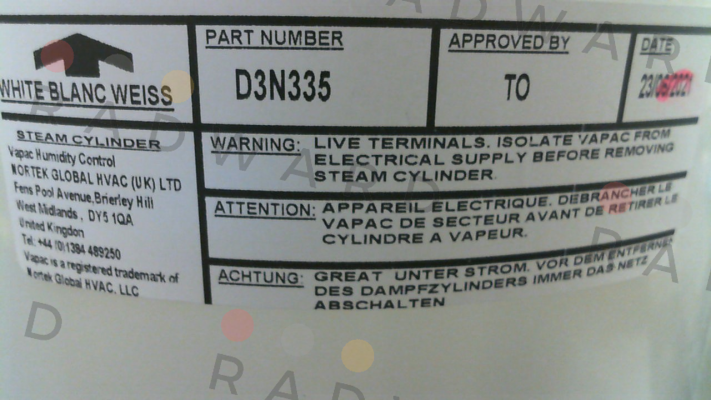 WHITE BLANC WEISS
PART NUMBER
D3N335
APPROVED BY
TO
DATE
STEAM CYLINDER
Vapac Humidity Control
NORTEK GLOBAL HVAC (UK) LTD
Fens Pool Avenue,Brierley Hill
West Midlands , DY5 1QA
United Kingdon
Tel: +44 (0)1384 489250
Vapac is a registered trademark of
Nortek Global HVAC, LLC
WARNING: LIVE TERMINALS. ISOLATE VAPAC FROM
ELECTRICAL SUPPLY BEFORE REMOVING
STEAM CYLINDER.
ATTENTION: APPAREIL ELECTRIQUE. DEBRANCHER LE
VAPAC DE SECTEUR AVANT DE RETIRER LE
CYLINDRE A VAPEUR.
ACHTUNG: GREAT UNTER STROM. VOR DEM ENTFERNEN
DES DAMPFZYLINDERS IMMER DAS NETZ
ABSCHALTEN
RADWARD
RADWARD
RAD